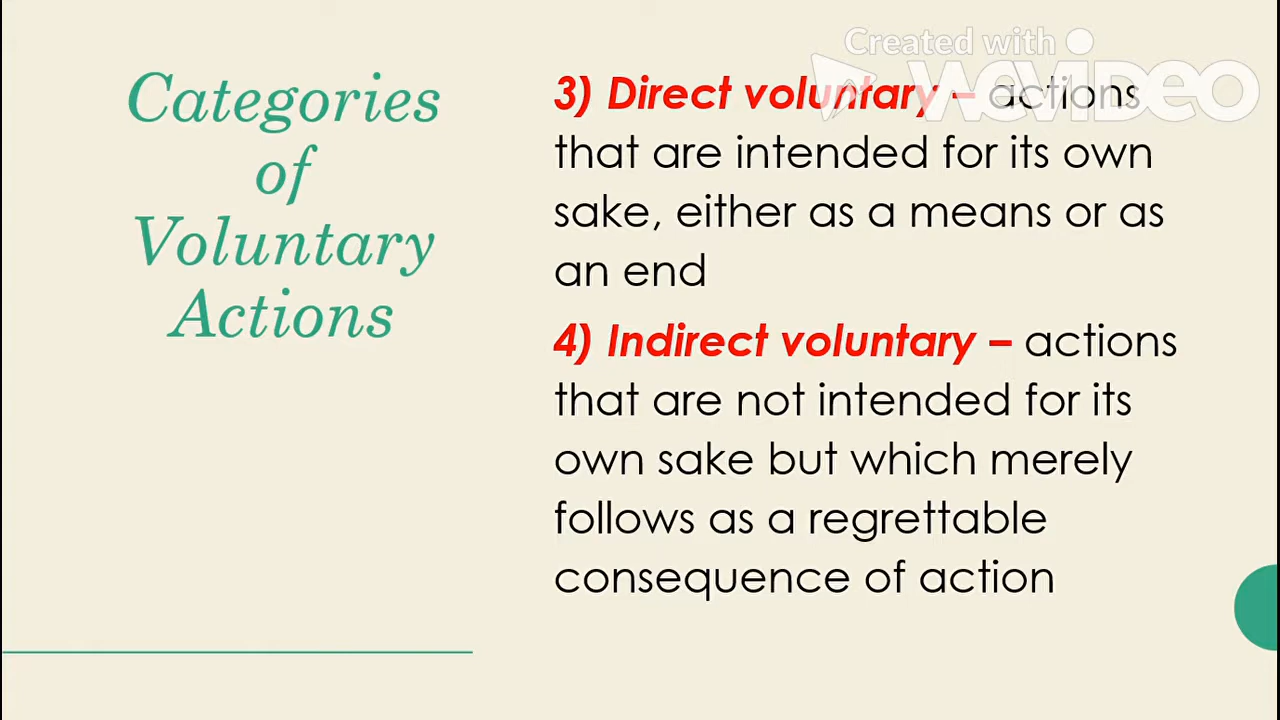 Categories
of
Voluntary
Actions
Created with
WEVIDEO
3) Direct voluntary – actions
that are intended for its own
sake, either as a means or as
an end
4) Indirect voluntary – actions
that are not intended for its
own sake but which merely
follows as a regrettable
consequence of action